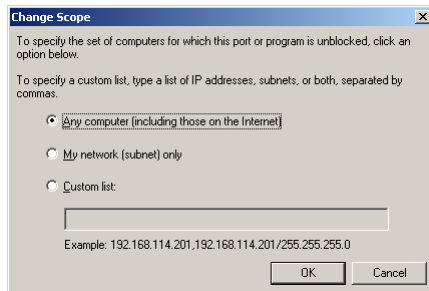 Change Scope
To specify the set of computers for which this port or program is unblocked, click an
option below.
To specify a custom list, type a list of IP addresses, subnets, or both, separated by
commas.
Any computer (including those on the Internet)
My network (subnet) only
Custom list:
Example: 192.168.114.201,192.168.114.201/255.255.255.0
OK Cancel